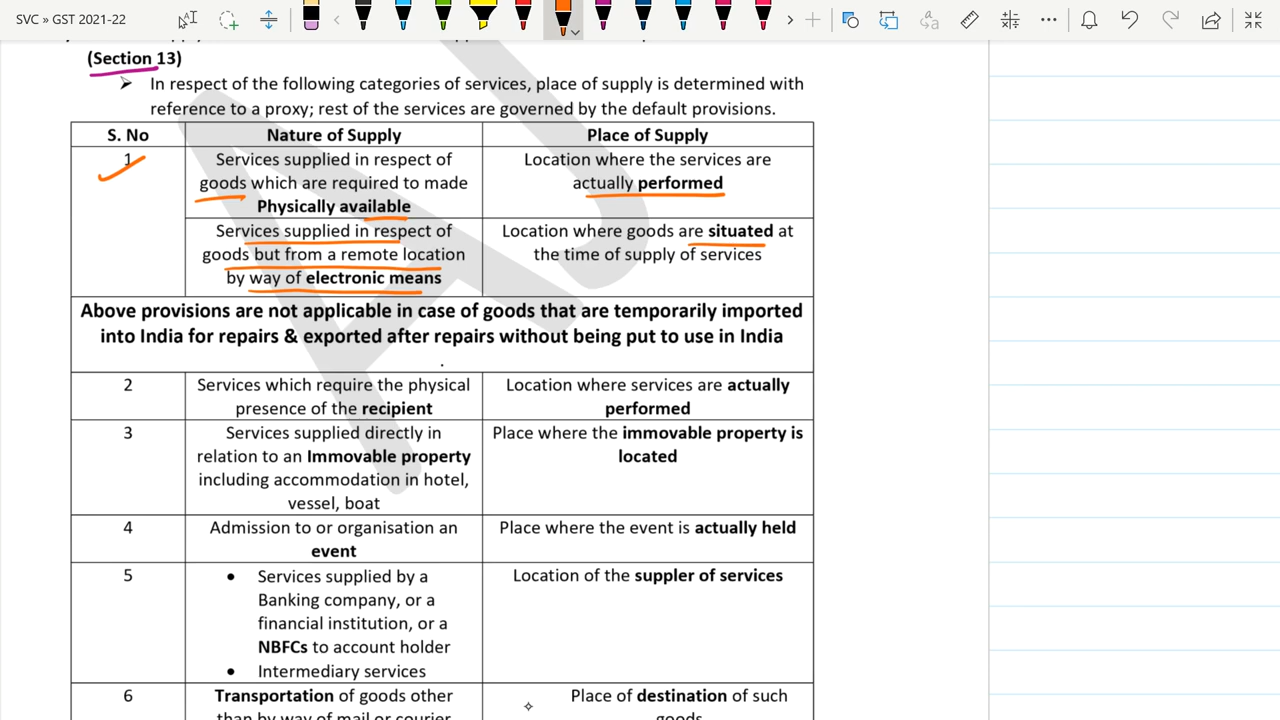 SVC » GST 2021-22
(Section 13)
➤ In respect of the following categories of services, place of supply is determined with
reference to a proxy; rest of the services are governed by the default provisions.
S. No Nature of Supply Place of Supply
1 Services supplied in respect of Location where the services are
goods which are required to made actually performed
Physically available
Services supplied in respect of Location where goods are situated at
goods but from a remote location the time of supply of services
by way of electronic means
Above provisions are not applicable in case of goods that are temporarily imported
into India for repairs & exported after repairs without being put to use in India
.
2 Services which require the physical Location where services are actually
presence of the recipient performed
3 Services supplied directly in Place where the immovable property is
relation to an Immovable property located
including accommodation in hotel,
vessel, boat
4 Admission to or organisation an Place where the event is actually held
event
5 • Services supplied by a Location of the suppler of services
Banking company, or a
financial institution, or a
NBFCs to account holder
• Intermediary services
6 Transportation of goods other Place of destination of such
than by way of mail or courier goods